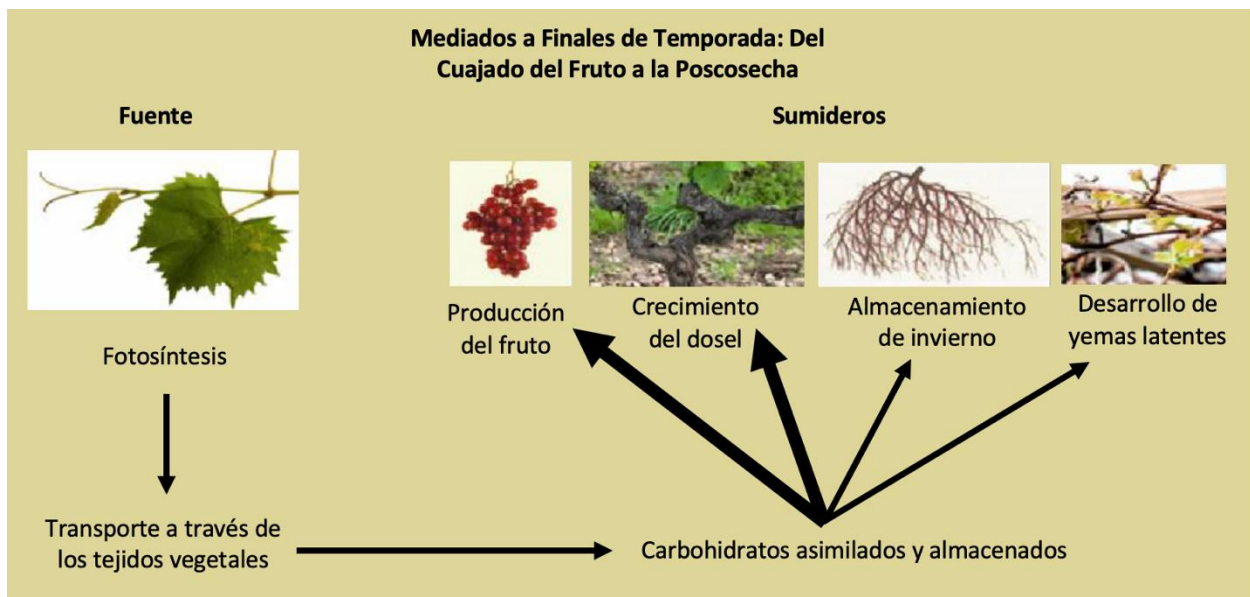 Mediados a Finales de Temporada: Del
Cuajado del Fruto a la Poscosecha
Fuente
Sumideros
Producción
del fruto
Crecimiento
del dosel
Almacenamiento
de invierno
Desarrollo de
yemas latentes
Fotosíntesis
Transporte a través de
los tejidos vegetales
Carbohidratos asimilados y almacenados